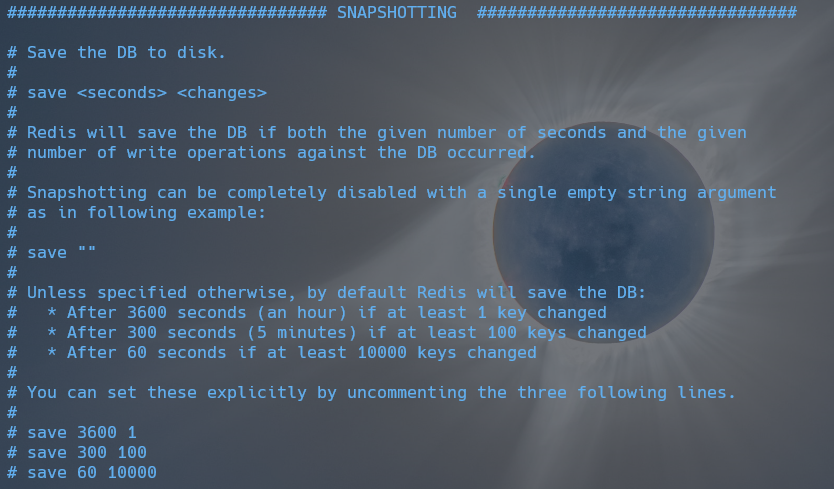 ################################ SNAPSHOTTING  ################################

# Save the DB to disk.
#
# save <seconds> <changes>
#
# Redis will save the DB if both the given number of seconds and the given
# number of write operations against the DB occurred.
#
# Snapshotting can be completely disabled with a single empty string argument
# as in following example:
#
# save ""
#
# Unless specified otherwise, by default Redis will save the DB:
#   * After 3600 seconds (an hour) if at least 1 key changed
#   * After 300 seconds (5 minutes) if at least 100 keys changed
#   * After 60 seconds if at least 10000 keys changed
#
# You can set these explicitly by uncommenting the three following lines.
#
# save 3600 1
# save 300 100
# save 60 10000